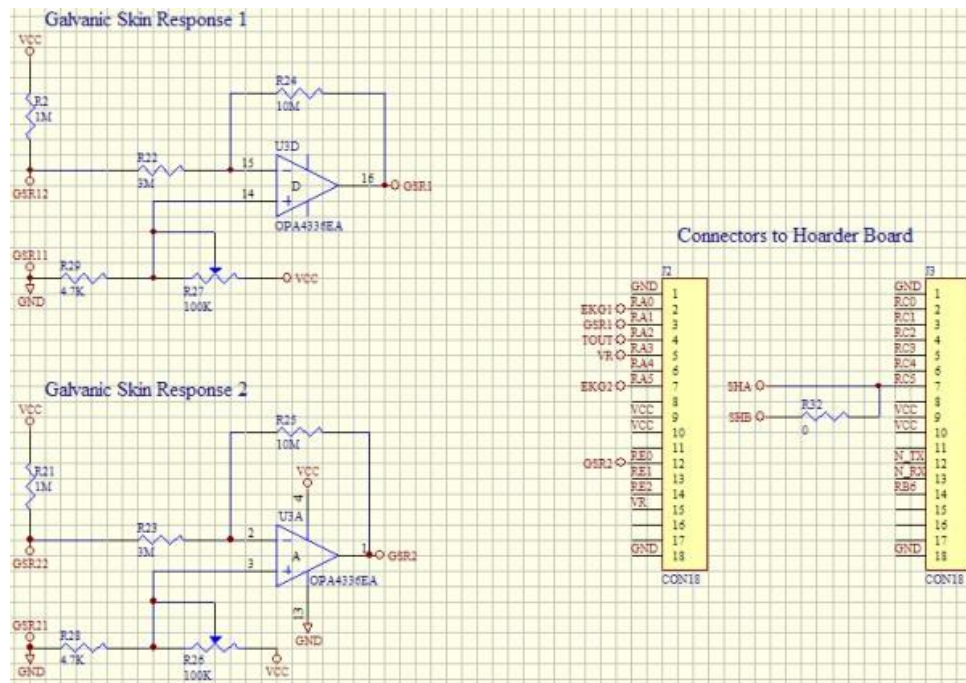 Galvanic Skin Response 1
VCC
R2
1M
R24
10M
U3D
R22
3M
15
GSR12
D
16
GSR1
14
OPA4336EA
GSR11
R29
4.7K
GND
R27
100K
VCC
Galvanic Skin Response 2
VCC
R21
1M
R25
10M
VCC
4
U3A
R23
3M
2
GSR22
A
1
GSR2
3
OPA4336EA
13
GND
GSR21
R28
4.7K
GND
R26
100K
VCC
Connectors to Hoarder Board
J2
GND 1
EKG1 RA0 2
GSR1 RA1 3
TOUT RA2 4
VR RA3 5
RA4 6
EKG2 RA5 7
8
VCC 9
VCC 10
11
GSR2 RE0 12
RE1 13
RE2 14
VR 15
16
17
GND 18
CON18
SHA
SHB
R32
0
J3
GND 1
RC0 2
RC1 3
RC2 4
RC3 5
RC4 6
RC5 7
8
VCC 9
VCC 10
11
N_TX 12
N_RX 13
RB6 14
15
16
17
GND 18
CON18